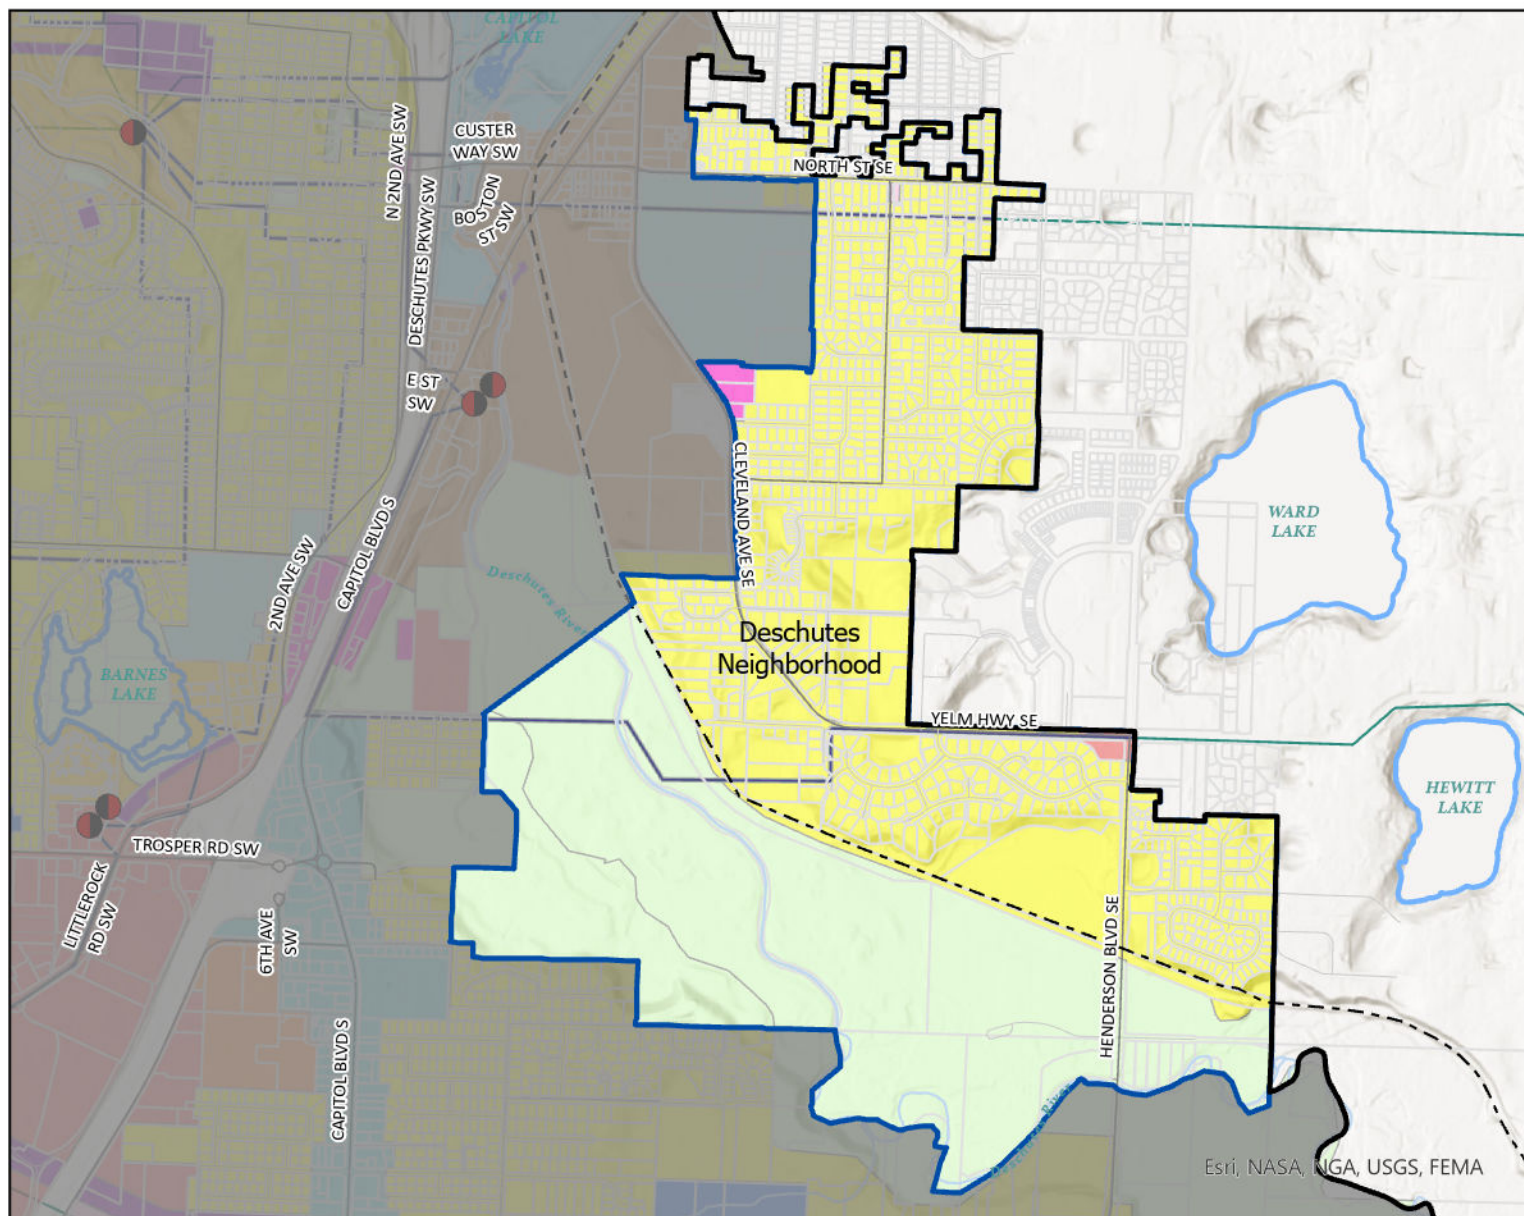 CAPITOL
LAKE
CUSTER
WAY SW
N 2ND AVE SW
NORTH ST SE
BOSTON
ST SW
DESCHUTES PKWY SW
E ST
SW
CLEVELAND AVE SE
WARD
LAKE
2ND AVE SW
CAPITOL BLVD S
Deschutes River
Deschutes
Neighborhood
BARNES
LAKE
YELM HWY SE
HEWITT
LAKE
TROSPER RD SW
LITTLEROCK
RD SW
6TH AVE
SW
HENDERSON BLVD SE
CAPITOL BLVD S
Deschutes River
Esri, NASA, NGA, USGS, FEMA